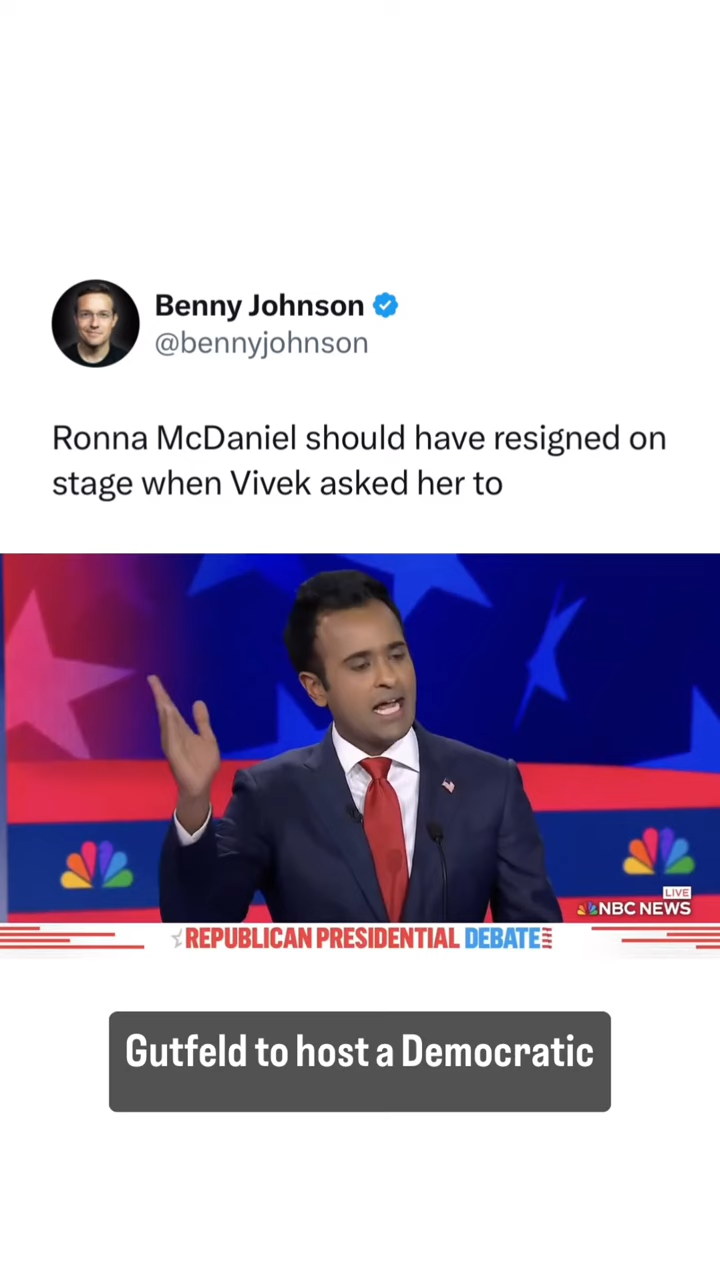 Benny Johnson
@bennyjohnson
Ronna McDaniel should have resigned on
stage when Vivek asked her to
LIVE
NBC NEWS
REPUBLICAN PRESIDENTIAL DEBATE
Gutfeld to host a Democratic